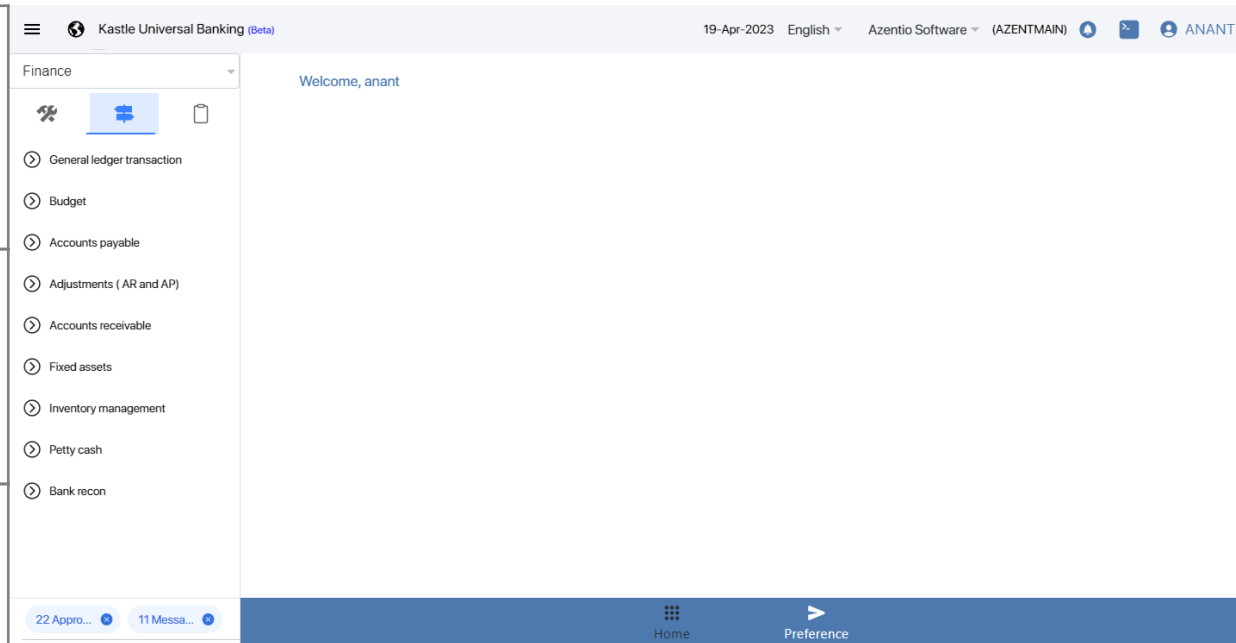 Kastle Universal Banking (Beta) 19-Apr-2023 English Azentio Software (AZENTMAIN) ANANT
Finance
Welcome, anant
General ledger transaction
Budget
Accounts payable
Adjustments ( AR and AP)
Accounts receivable
Fixed assets
Inventory management
Petty cash
Bank recon
22 Appro... 11 Messa...
Home Preference